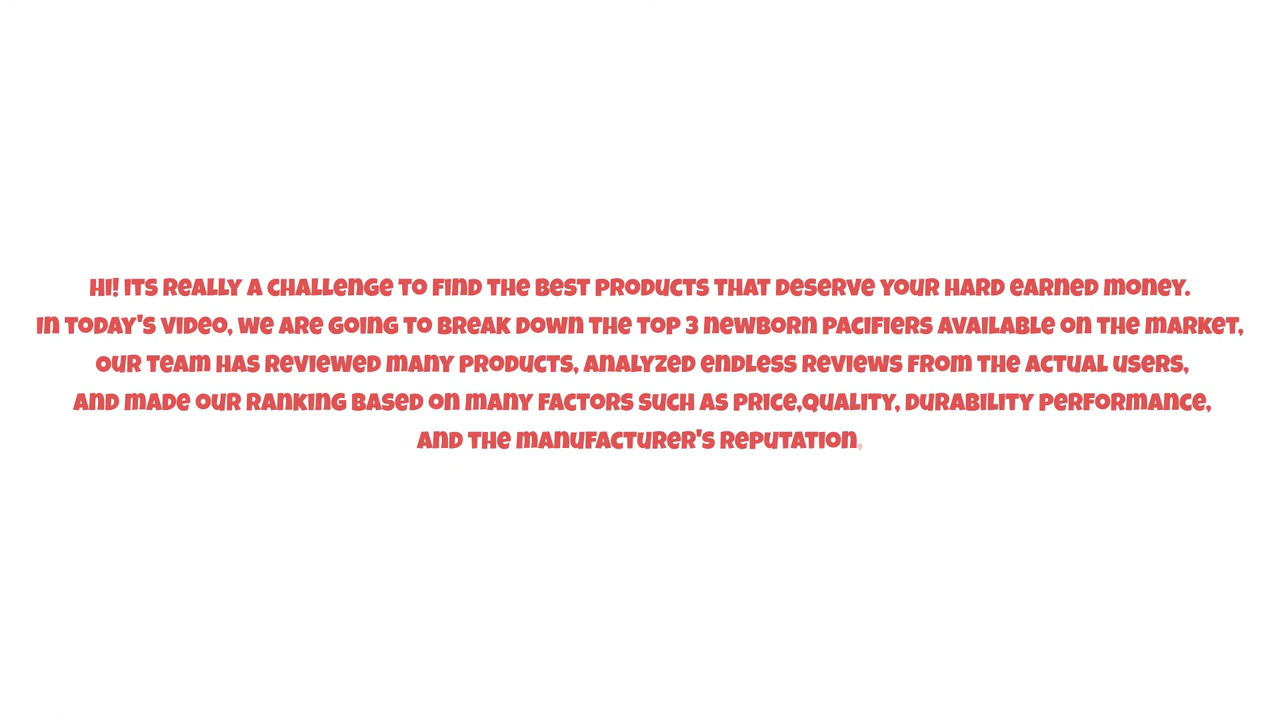 Hi! Its really a challenge to find the best products that deserve your hard earned money.
In today's video, we are going to break down the top 3 newborn pacifiers available on the market,
our team has reviewed many products, analyzed endless reviews from the actual users,
and made our ranking based on many factors such as price,quality, durability performance,
and the manufacturer's reputation.